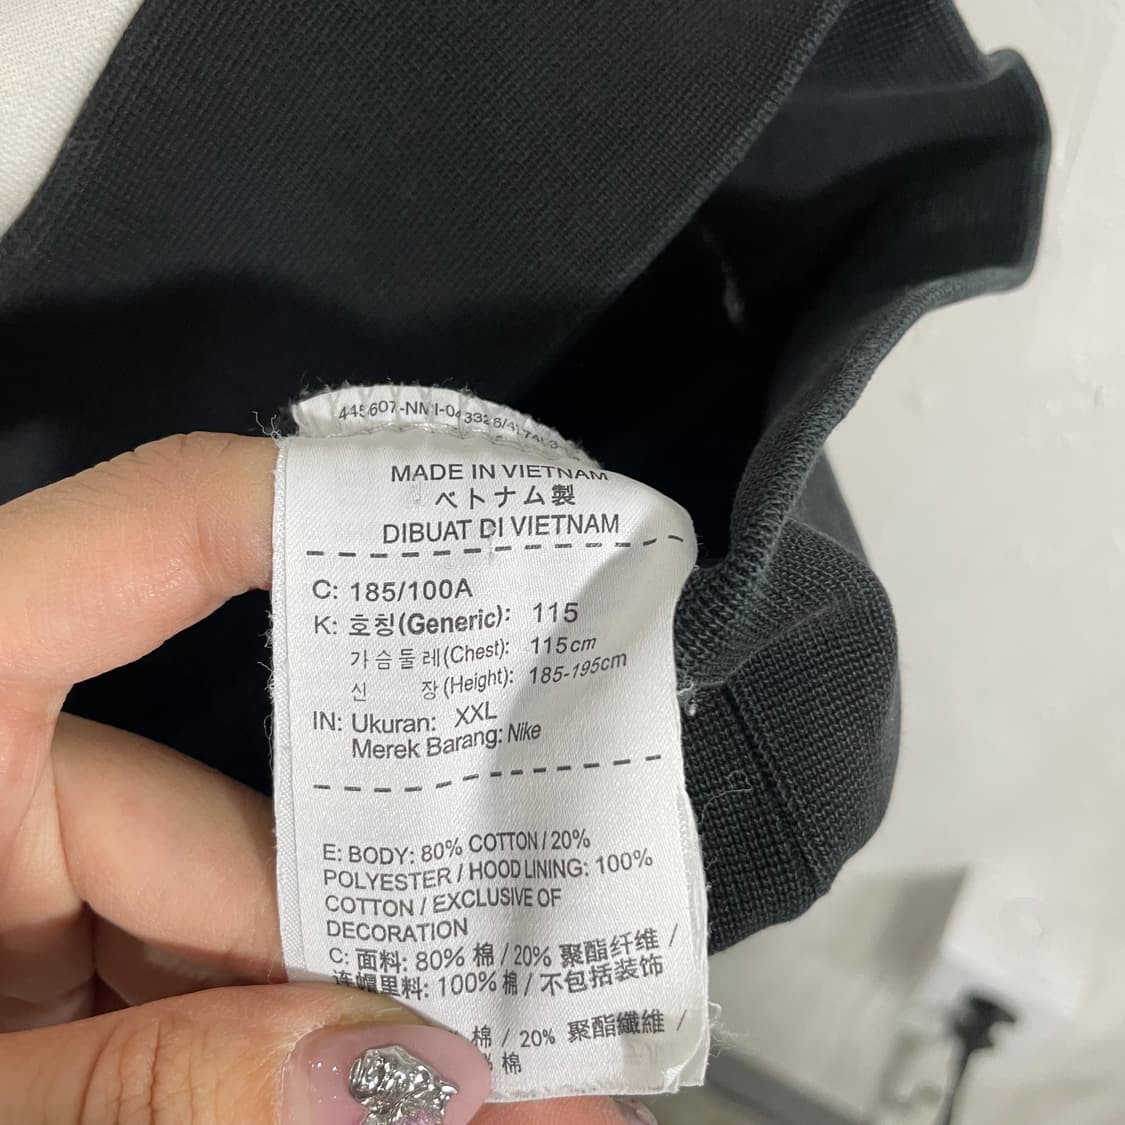 MADE IN VIETNAM
ベトナム製
DIBUAT DI VIETNAM
C: 185/100A
K: 호칭(Generic): 115
가슴둘레(Chest): 115cm
신 장(Height): 185-195cm
IN: Ukuran: XXL
Merek Barang: Nike
E: BODY: 80% COTTON / 20%
POLYESTER / HOOD LINING: 100%
COTTON / EXCLUSIVE OF
DECORATION
C: 面料: 80% 棉 / 20% 聚酯纤维 /
连帽里料: 100% 棉 / 不包括装饰
棉 / 20% 聚酯纖維 /
% 棉